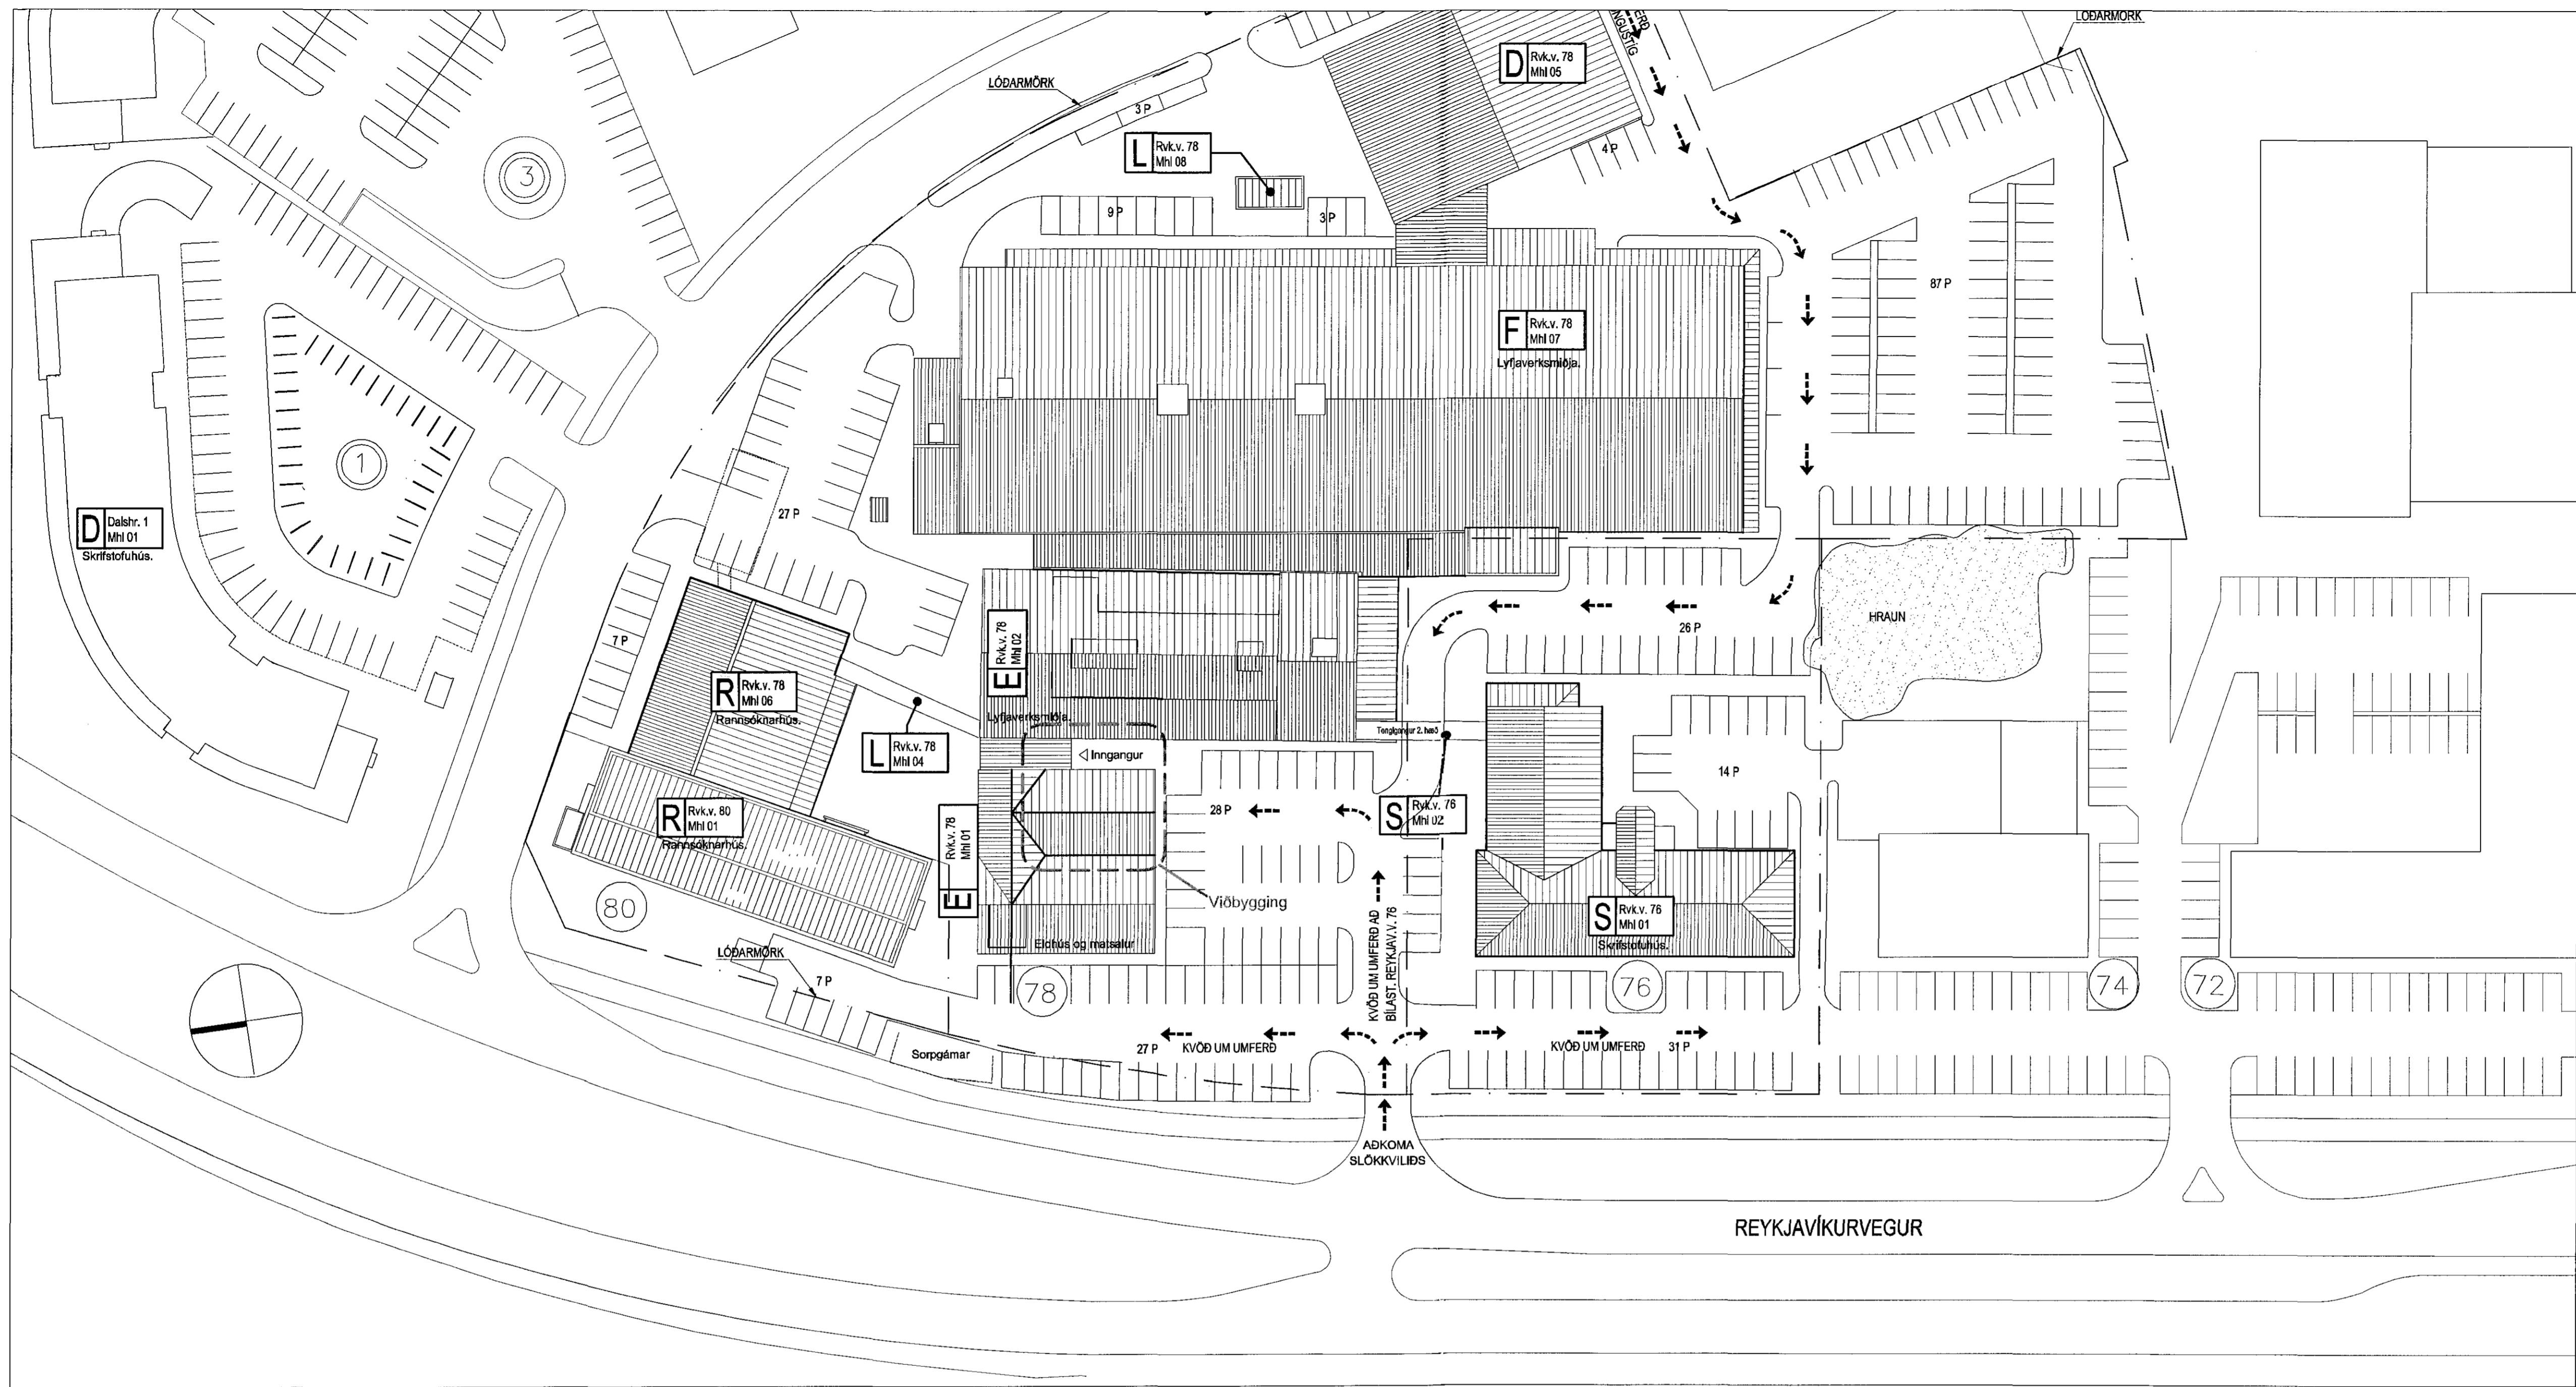 LÓÐARMÖRK
NGUSTÍG
LÓÐARMÖRK
D
Rvk.v. 78
Mhl 05
3 P
L
Rvk.v. 78
Mhl 08
4 P
3
9 P
3 P
87 P
F
Rvk.v. 78
Mhl 07
Lyfjaverksmiðja.
1
D
Dalshr. 1
Mhl 01
Skrifstofuhús.
27 P
7 P
26 P
HRAUN
E
Rvk.v. 78
Mhl 02
Lyfjaverksmiðja.
R
Rvk.v. 78
Mhl 06
Rannsóknarhús.
L
Rvk.v. 78
Mhl 04
Inngangur
Tengigangur 2. hæð
14 P
28 P
S
Rvk.v. 76
Mhl 02
R
Rvk.v. 80
Mhl 01
Rannsóknarhús.
E
Rvk.v. 78
Mhl 01
Viðbygging
Eldhús og matsalur
S
Rvk.v. 76
Mhl 01
Skrifstofuhús.
80
LÓÐARMÖRK
7 P
78
76
74
72
KVÖÐ UM UMFERÐ AÐ
BÍLAST. REYKJAV.V. 76
Sorpgámar
27 P
KVÖÐ UM UMFERÐ
KVÖÐ UM UMFERÐ
31 P
AÐKOMA
SLÖKKVILIÐS
REYKJAVÍKURVEGUR